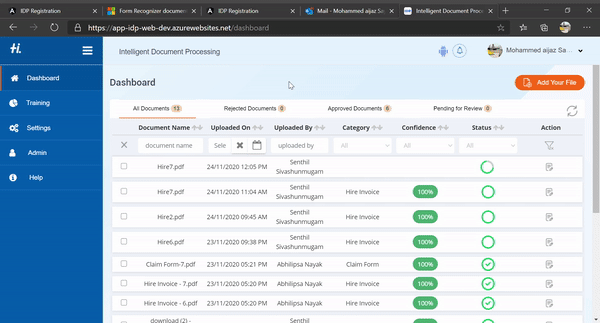 IDP Registration
Form Recognizer documen
IDP Registration
Mail - Mohammed aijaz Sa
Intelligent Document Proces
https://app-idp-web-dev.azurewebsites.net/dashboard
H.
Intelligent Document Processing
Mohammed aijaz Sa ...
Dashboard
Training
Settings
Admin
Help
Dashboard
Add Your File
All Documents 13
Rejected Documents 0
Approved Documents 6
Pending for Review 0
Document Name Uploaded On Uploaded By Category Confidence Status Action
document name Sele uploaded by All All All
Hire7.pdf 24/11/2020 12:05 PM Senthil Sivashunmugam
Hire7.pdf 24/11/2020 11:04 AM Senthil Sivashunmugam Hire Invoice 100%
Hire2.pdf 24/11/2020 09:45 AM Senthil Sivashunmugam Hire Invoice 100%
Hire6.pdf 23/11/2020 09:38 PM Senthil Sivashunmugam Hire Invoice 100%
Claim Form-7.pdf 23/11/2020 05:21 PM Abhilipsa Nayak Claim Form 100%
Hire Invoice - 7.pdf 23/11/2020 05:20 PM Abhilipsa Nayak Hire Invoice 100%
Hire Invoice - 6.pdf 23/11/2020 05:20 PM Abhilipsa Nayak Hire Invoice 100%
download (2) -